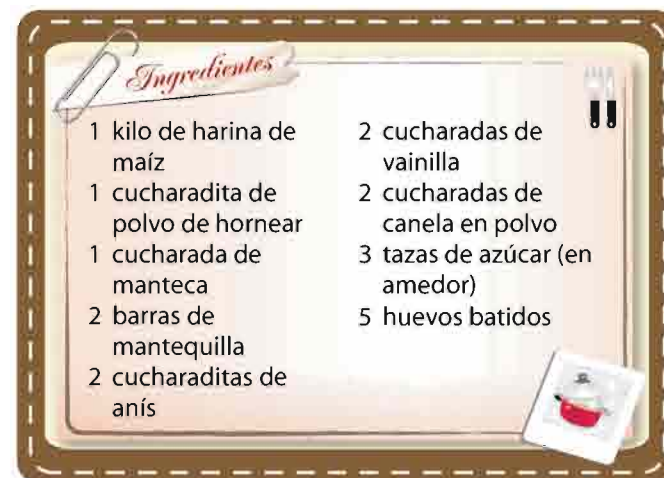 Ingredientes
1 kilo de harina de
maíz
1 cucharadita de
polvo de hornear
1 cucharada de
manteca
2 barras de
mantequilla
2 cucharaditas de
anís
2 cucharadas de
vainilla
2 cucharadas de
canela en polvo
3 tazas de azúcar (en
amedor)
5 huevos batidos